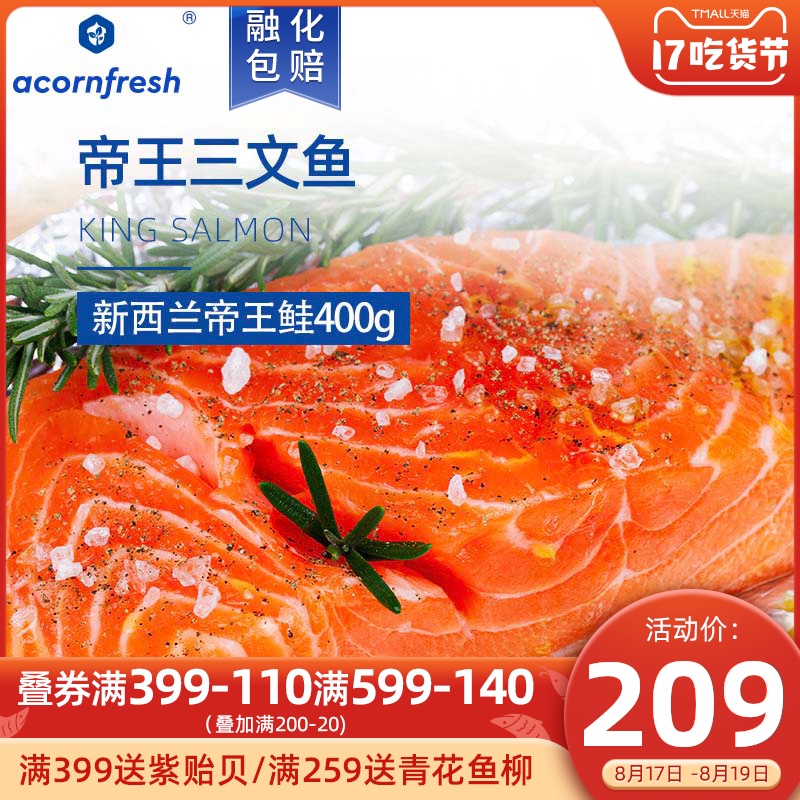 acornfresh
®
融化
包赔
TMALL天猫
17吃货节
帝王三文鱼
KING SALMON
新西兰帝王鲑400g
叠券满399-110满599-140
(叠加满200-20)
满399送紫贻贝/满259送青花鱼柳
活动价:
209
8月17日 -8月19日